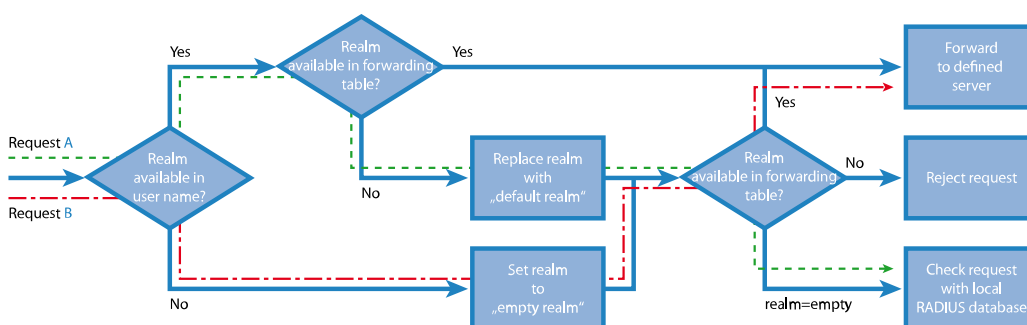 Yes
Realm
available in forwarding
table?
Yes
Forward
to defined
server
Request A
Realm
available in
user name?
Request B
No
Replace realm
with
„default realm“
Yes
Realm
available in forwarding
table?
No
Reject request
No
Set realm
to
„empty realm“
realm=empty
Check request
with local
RADIUS database